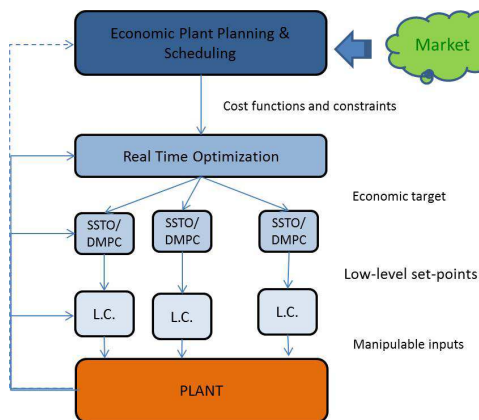 Economic Plant Planning &
Scheduling
Market
Cost functions and constraints
Real Time Optimization
Economic target
SSTO/
DMPC
SSTO/
DMPC
SSTO/
DMPC
Low-level set-points
L.C.
L.C.
L.C.
Manipulable inputs
PLANT